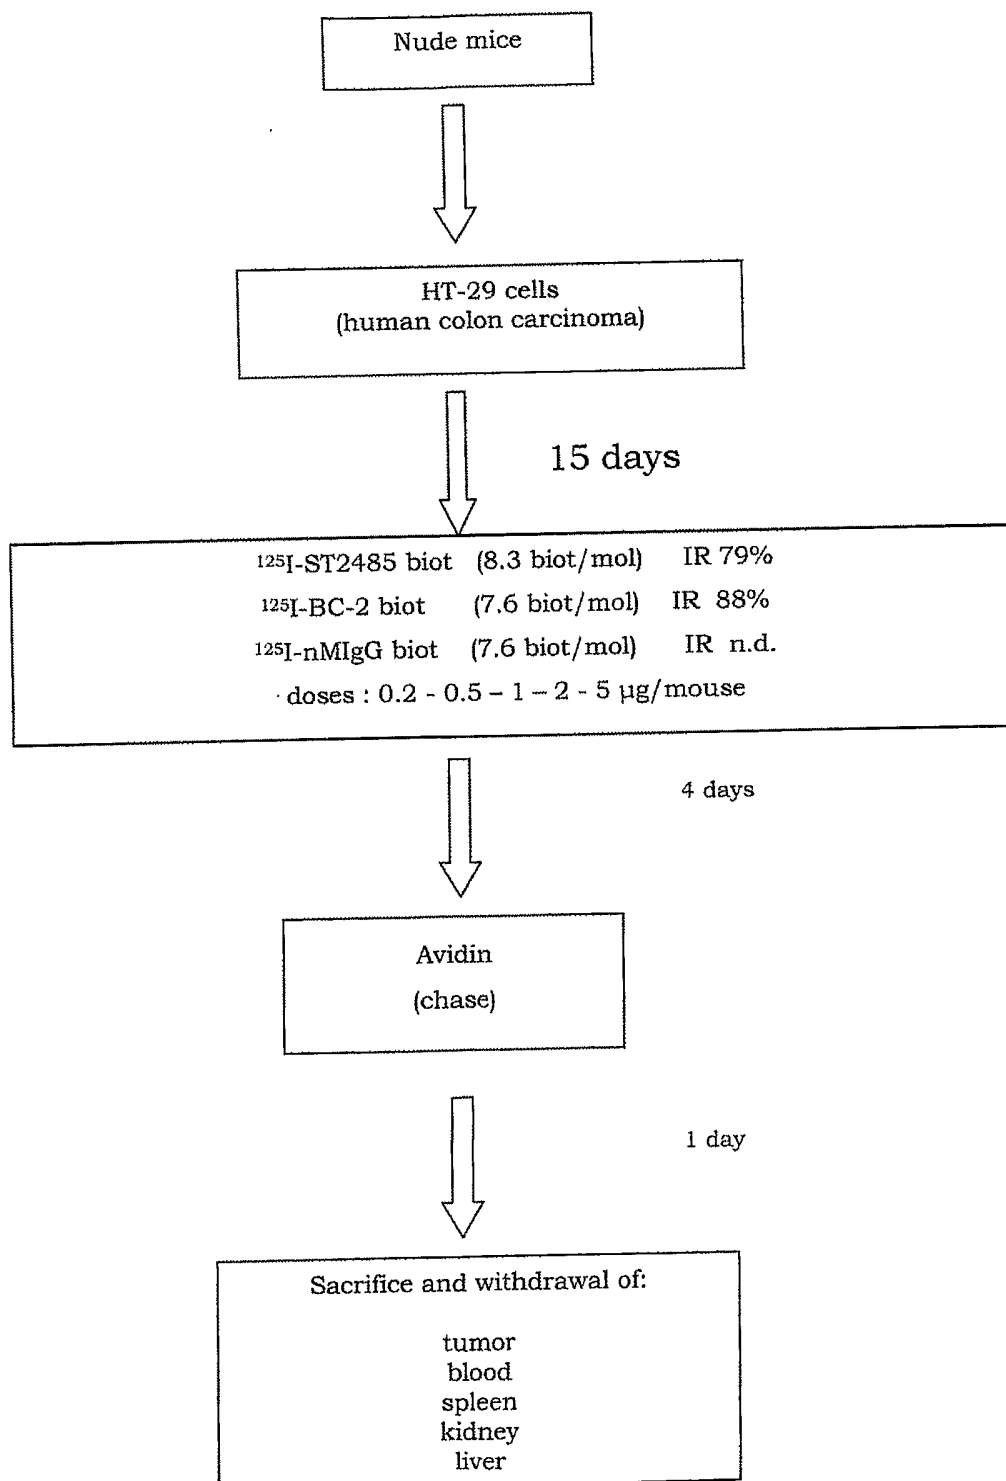 Nude mice
HT-29 cells
(human colon carcinoma)
15 days
¹²⁵I-ST2485 biot (8.3 biot/mol) IR 79%
¹²⁵I-BC-2 biot (7.6 biot/mol) IR 88%
¹²⁵I-nMIgG biot (7.6 biot/mol) IR n.d.
doses : 0.2 - 0.5 – 1 – 2 - 5 µg/mouse
4 days
Avidin
(chase)
1 day
Sacrifice and withdrawal of:
tumor
blood
spleen
kidney
liver